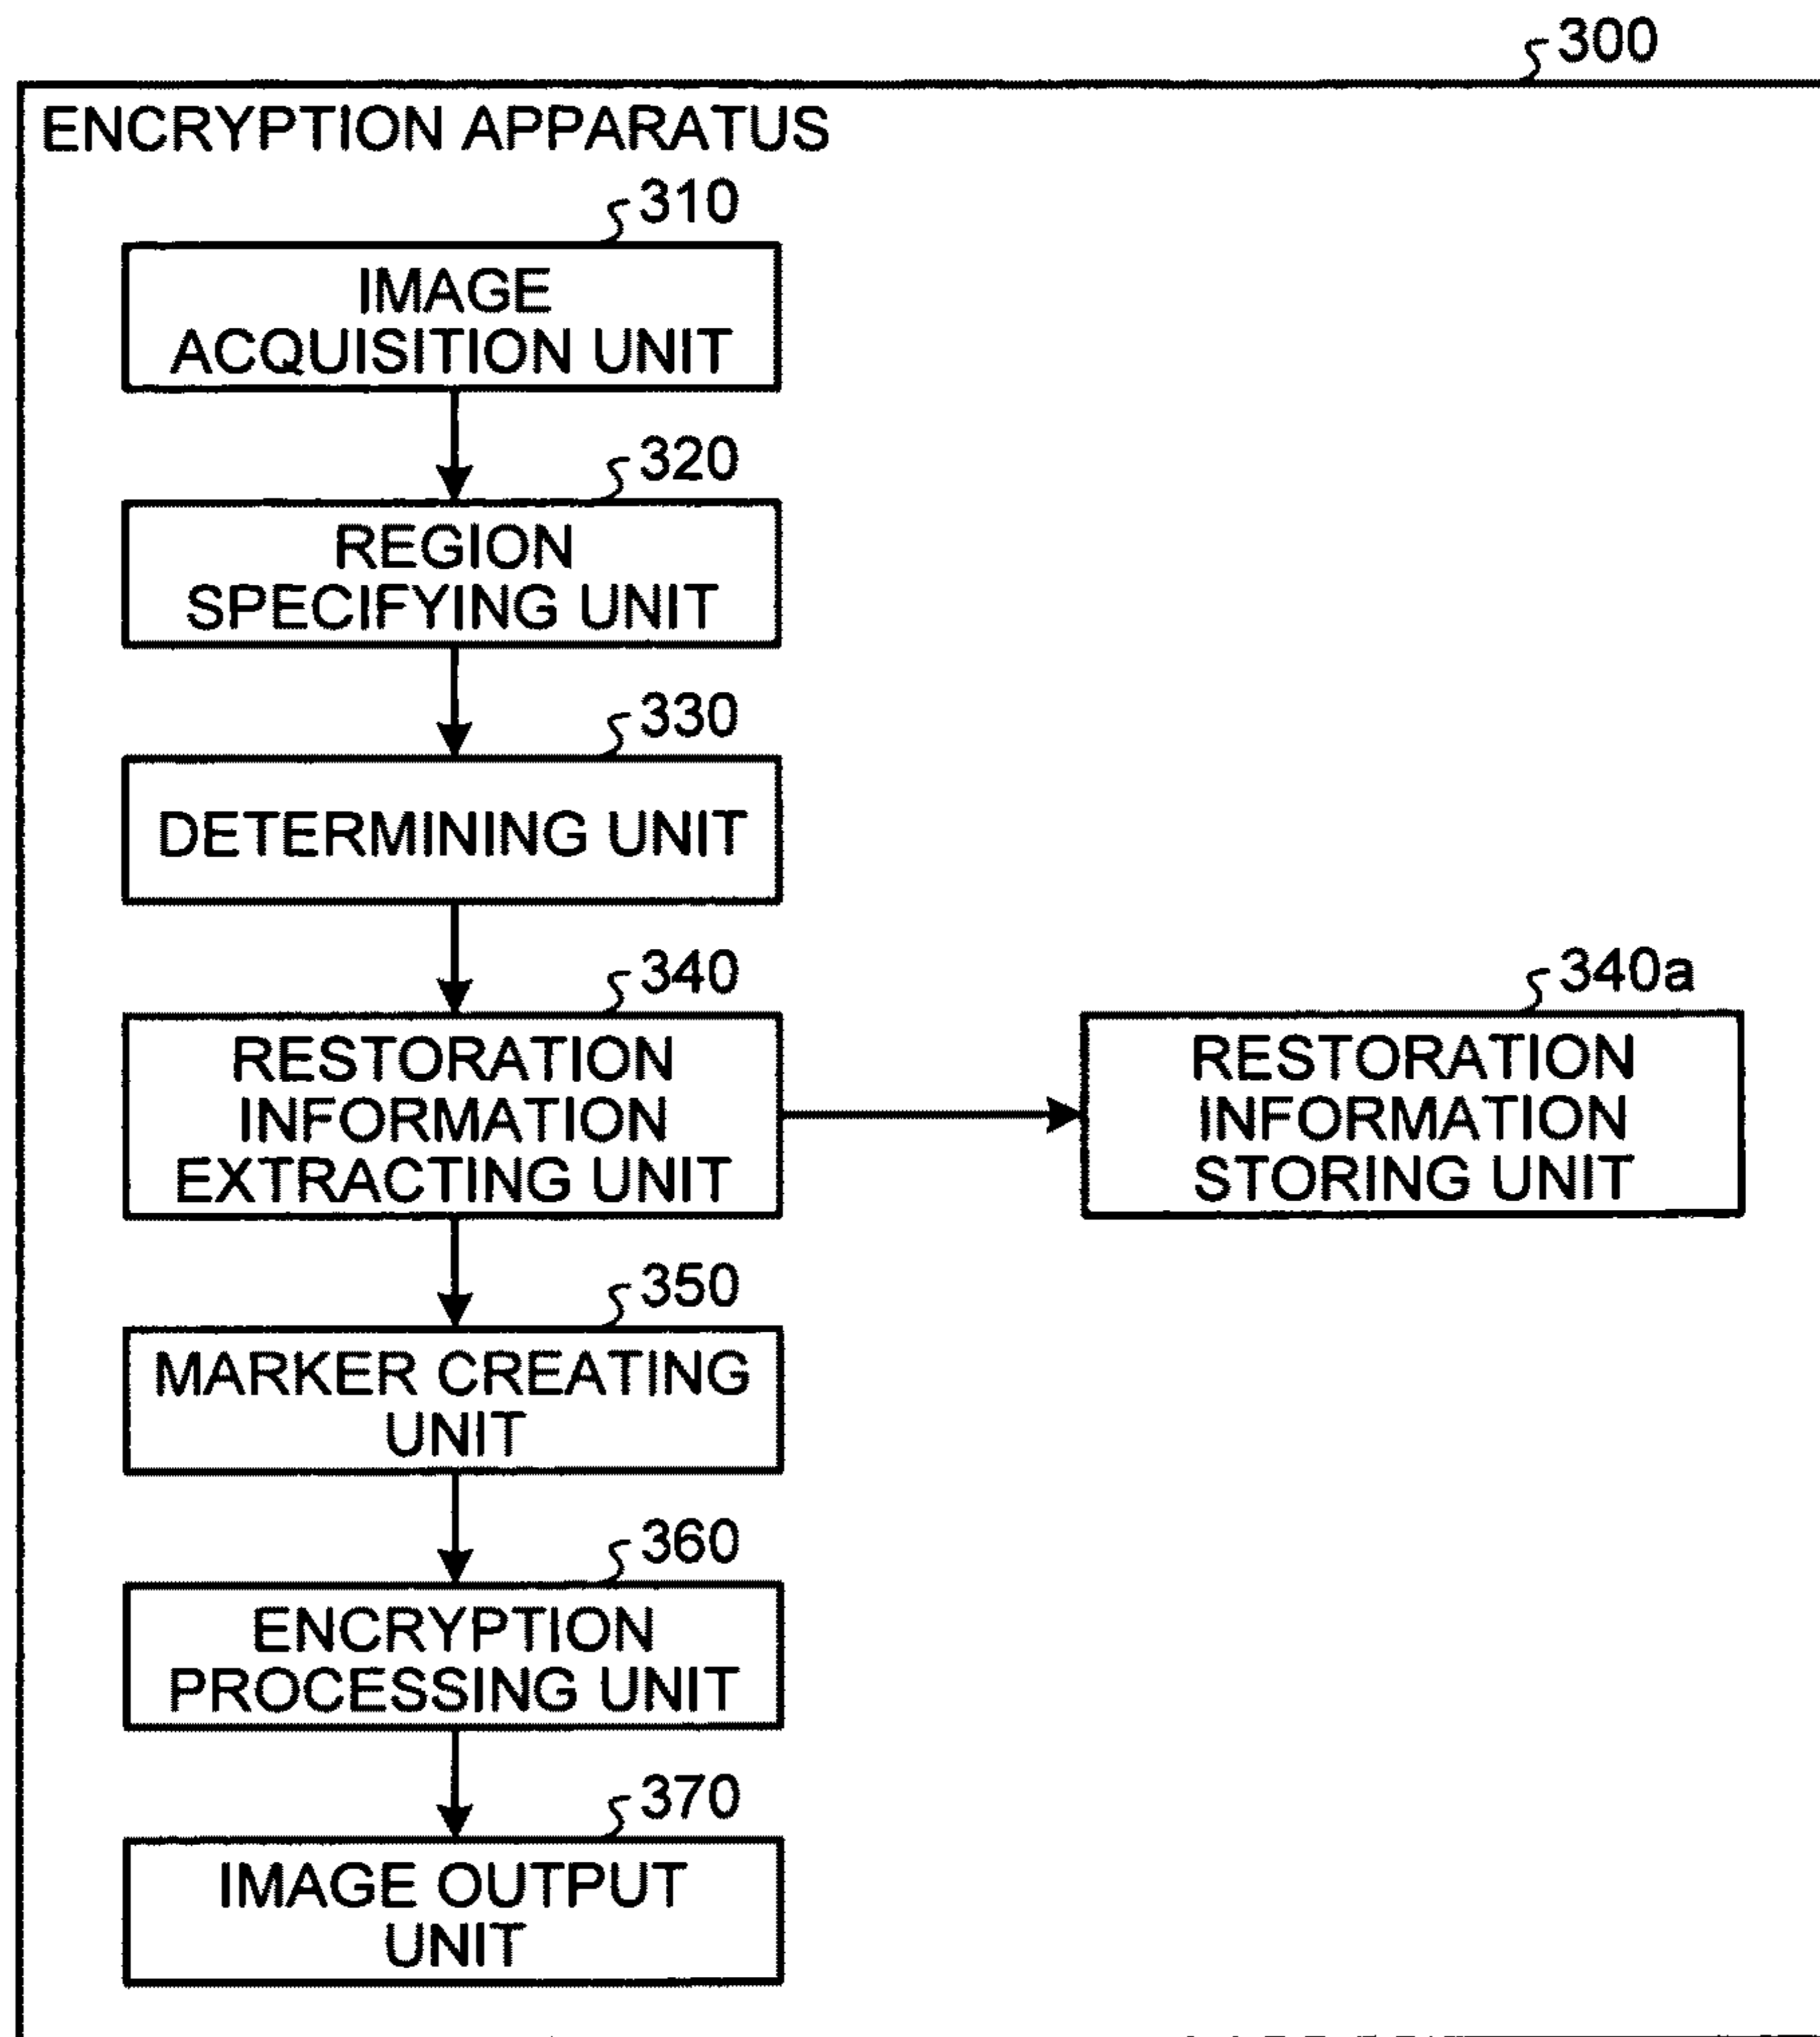 300
ENCRYPTION APPARATUS
310
IMAGE
ACQUISITION UNIT
320
REGION
SPECIFYING UNIT
330
DETERMINING UNIT
340
RESTORATION
INFORMATION
EXTRACTING UNIT
340a
RESTORATION
INFORMATION
STORING UNIT
350
MARKER CREATING
UNIT
360
ENCRYPTION
PROCESSING UNIT
370
IMAGE OUTPUT
UNIT